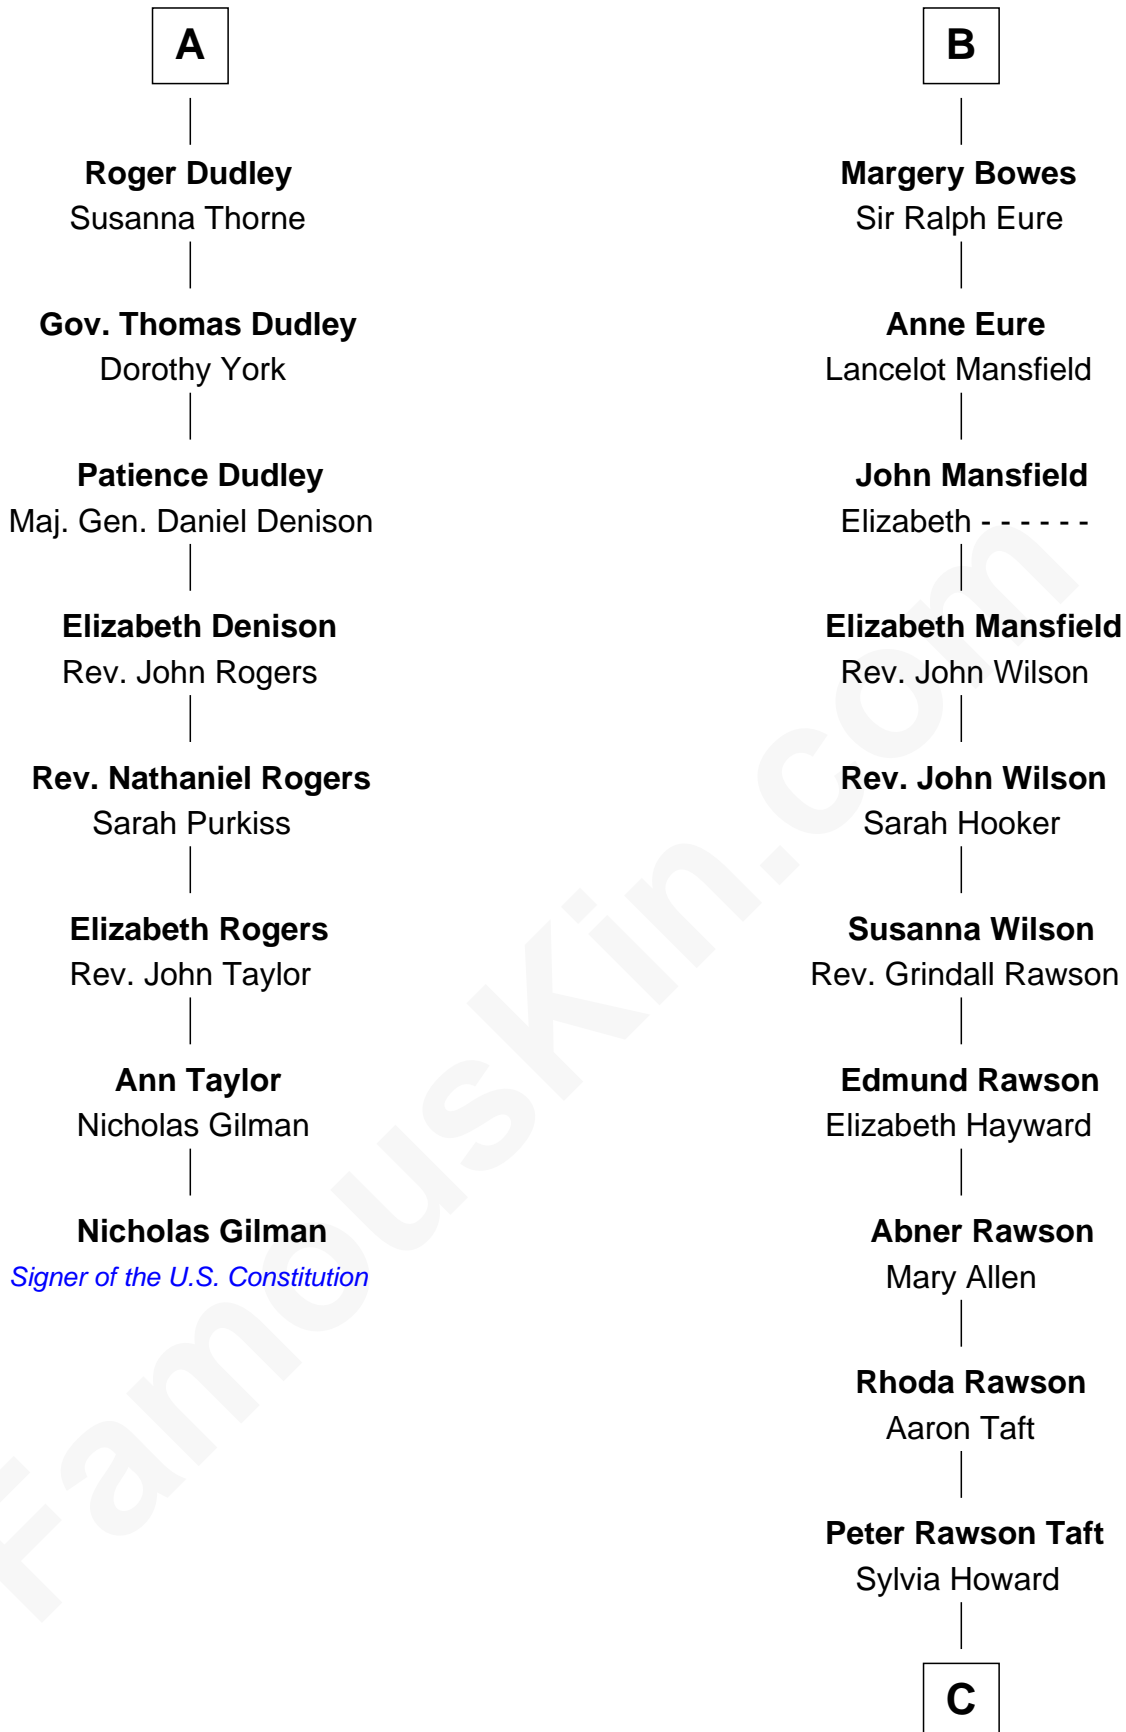 A
Roger Dudley
Susanna Thorne
Gov. Thomas Dudley
Dorothy York
Patience Dudley
Maj. Gen. Daniel Denison
Elizabeth Denison
Rev. John Rogers
Rev. Nathaniel Rogers
Sarah Purkiss
Elizabeth Rogers
Rev. John Taylor
Ann Taylor
Nicholas Gilman
Nicholas Gilman
Signer of the U.S. Constitution
B
Margery Bowes
Sir Ralph Eure
Anne Eure
Lancelot Mansfield
John Mansfield
Elizabeth - - - - - -
Elizabeth Mansfield
Rev. John Wilson
Rev. John Wilson
Sarah Hooker
Susanna Wilson
Rev. Grindall Rawson
Edmund Rawson
Elizabeth Hayward
Abner Rawson
Mary Allen
Rhoda Rawson
Aaron Taft
Peter Rawson Taft
Sylvia Howard
C
FamousKin.com